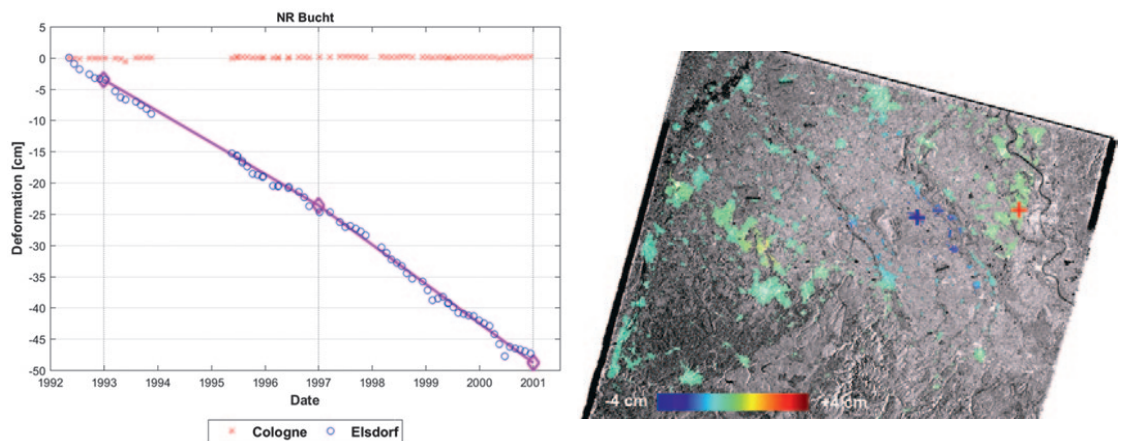 NR Bucht
Deformation [cm]
5
0
-5
-10
-15
-20
-25
-30
-35
-40
-45
-50
1992 1993 1994 1995 1996 1997 1998 1999 2000 2001
Date
Cologne Elsdorf
-4 cm +4 cm